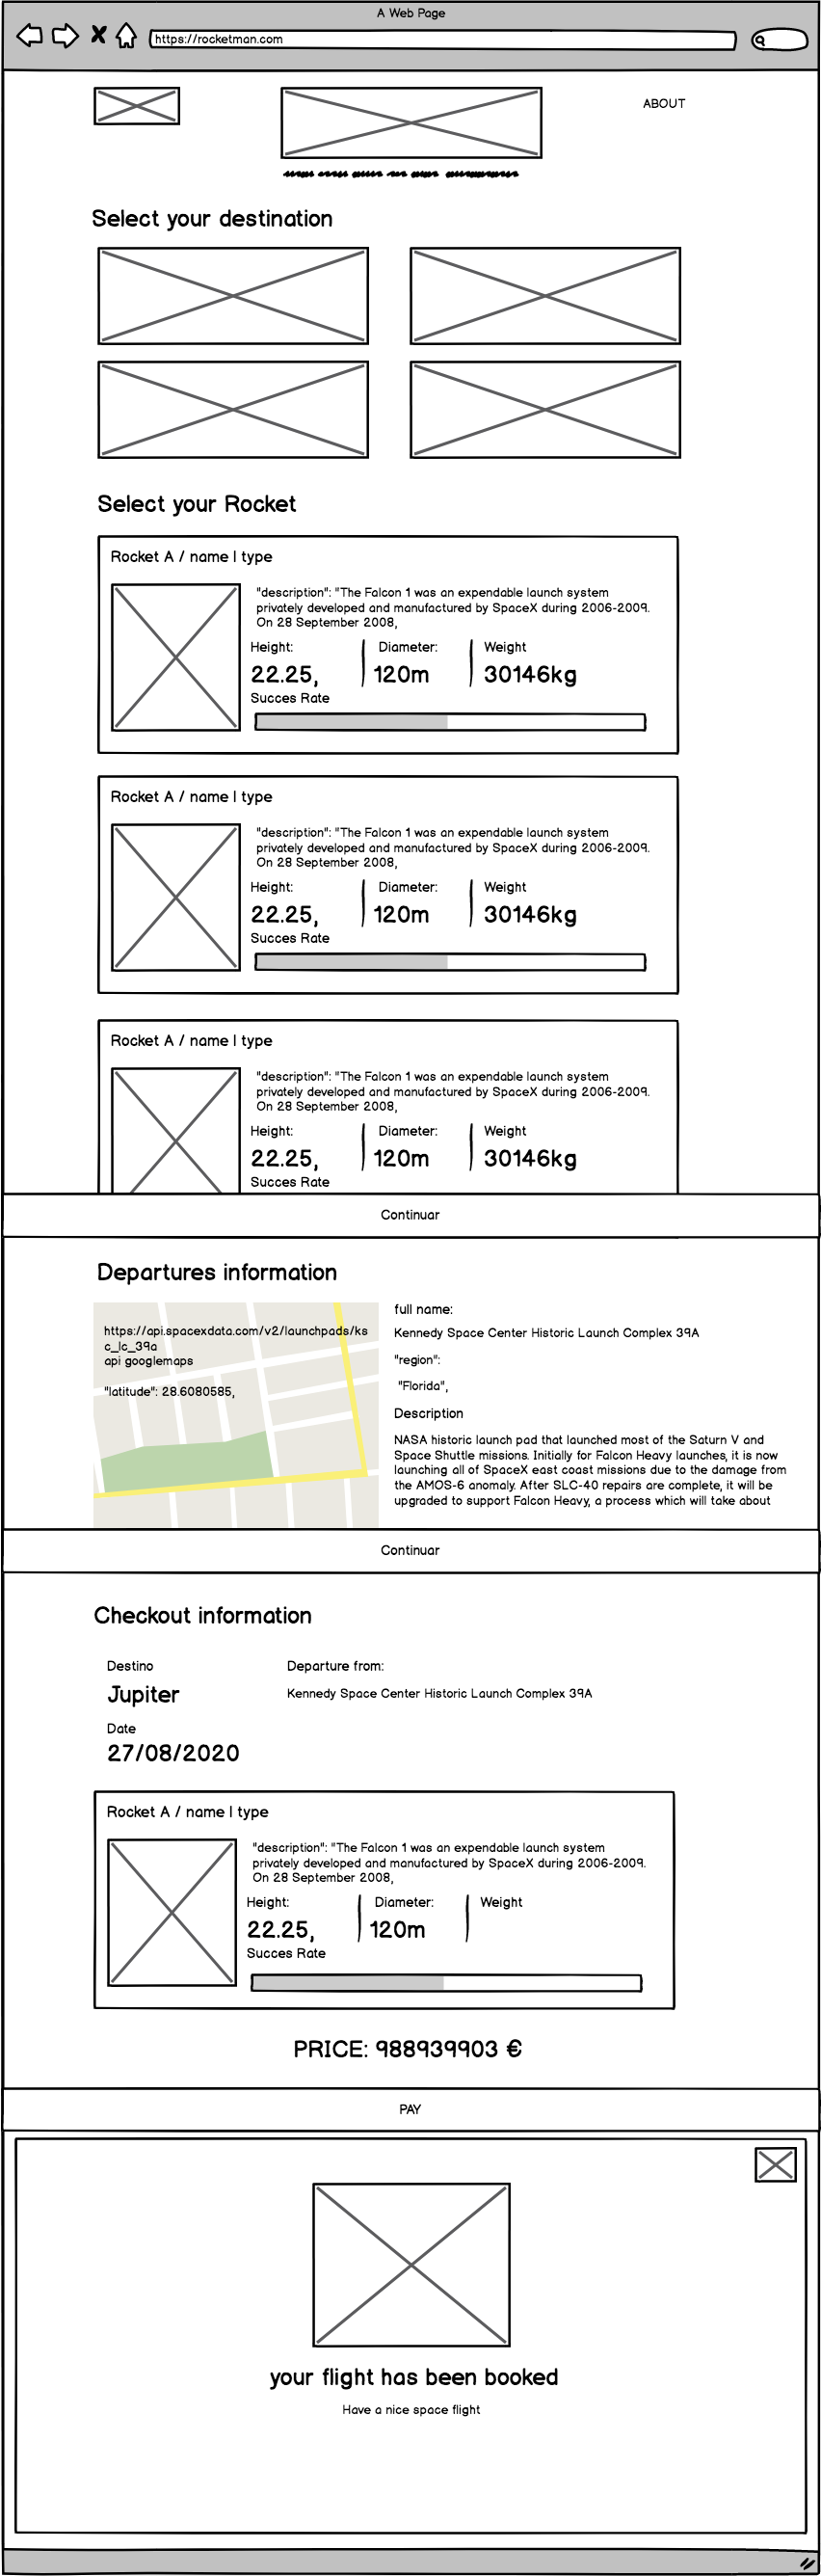 A Web Page
https://rocketman.com
ABOUT
Select your destination
Select your Rocket
Rocket A / name | type
"description": "The Falcon 1 was an expendable launch system
privately developed and manufactured by SpaceX during 2006-2009.
On 28 September 2008,
Height: Diameter: Weight
22.25, 120m 30146kg
Succes Rate
Rocket A / name | type
"description": "The Falcon 1 was an expendable launch system
privately developed and manufactured by SpaceX during 2006-2009.
On 28 September 2008,
Height: Diameter: Weight
22.25, 120m 30146kg
Succes Rate
Rocket A / name | type
"description": "The Falcon 1 was an expendable launch system
privately developed and manufactured by SpaceX during 2006-2009.
On 28 September 2008,
Height: Diameter: Weight
22.25, 120m 30146kg
Succes Rate
Continuar
Departures information
https://api.spacexdata.com/v2/launchpads/ks
c_lc_39a
api googlemaps
"latitude": 28.6080585,
full name:
Kennedy Space Center Historic Launch Complex 39A
"region":
"Florida",
Description
NASA historic launch pad that launched most of the Saturn V and
Space Shuttle missions. Initially for Falcon Heavy launches, it is now
launching all of SpaceX east coast missions due to the damage from
the AMOS-6 anomaly. After SLC-40 repairs are complete, it will be
upgraded to support Falcon Heavy, a process which will take about
Continuar
Checkout information
Destino Departure from:
Jupiter Kennedy Space Center Historic Launch Complex 39A
Date
27/08/2020
Rocket A / name | type
"description": "The Falcon 1 was an expendable launch system
privately developed and manufactured by SpaceX during 2006-2009.
On 28 September 2008,
Height: Diameter: Weight
22.25, 120m
Succes Rate
PRICE: 988939903 €
PAY
your flight has been booked
Have a nice space flight